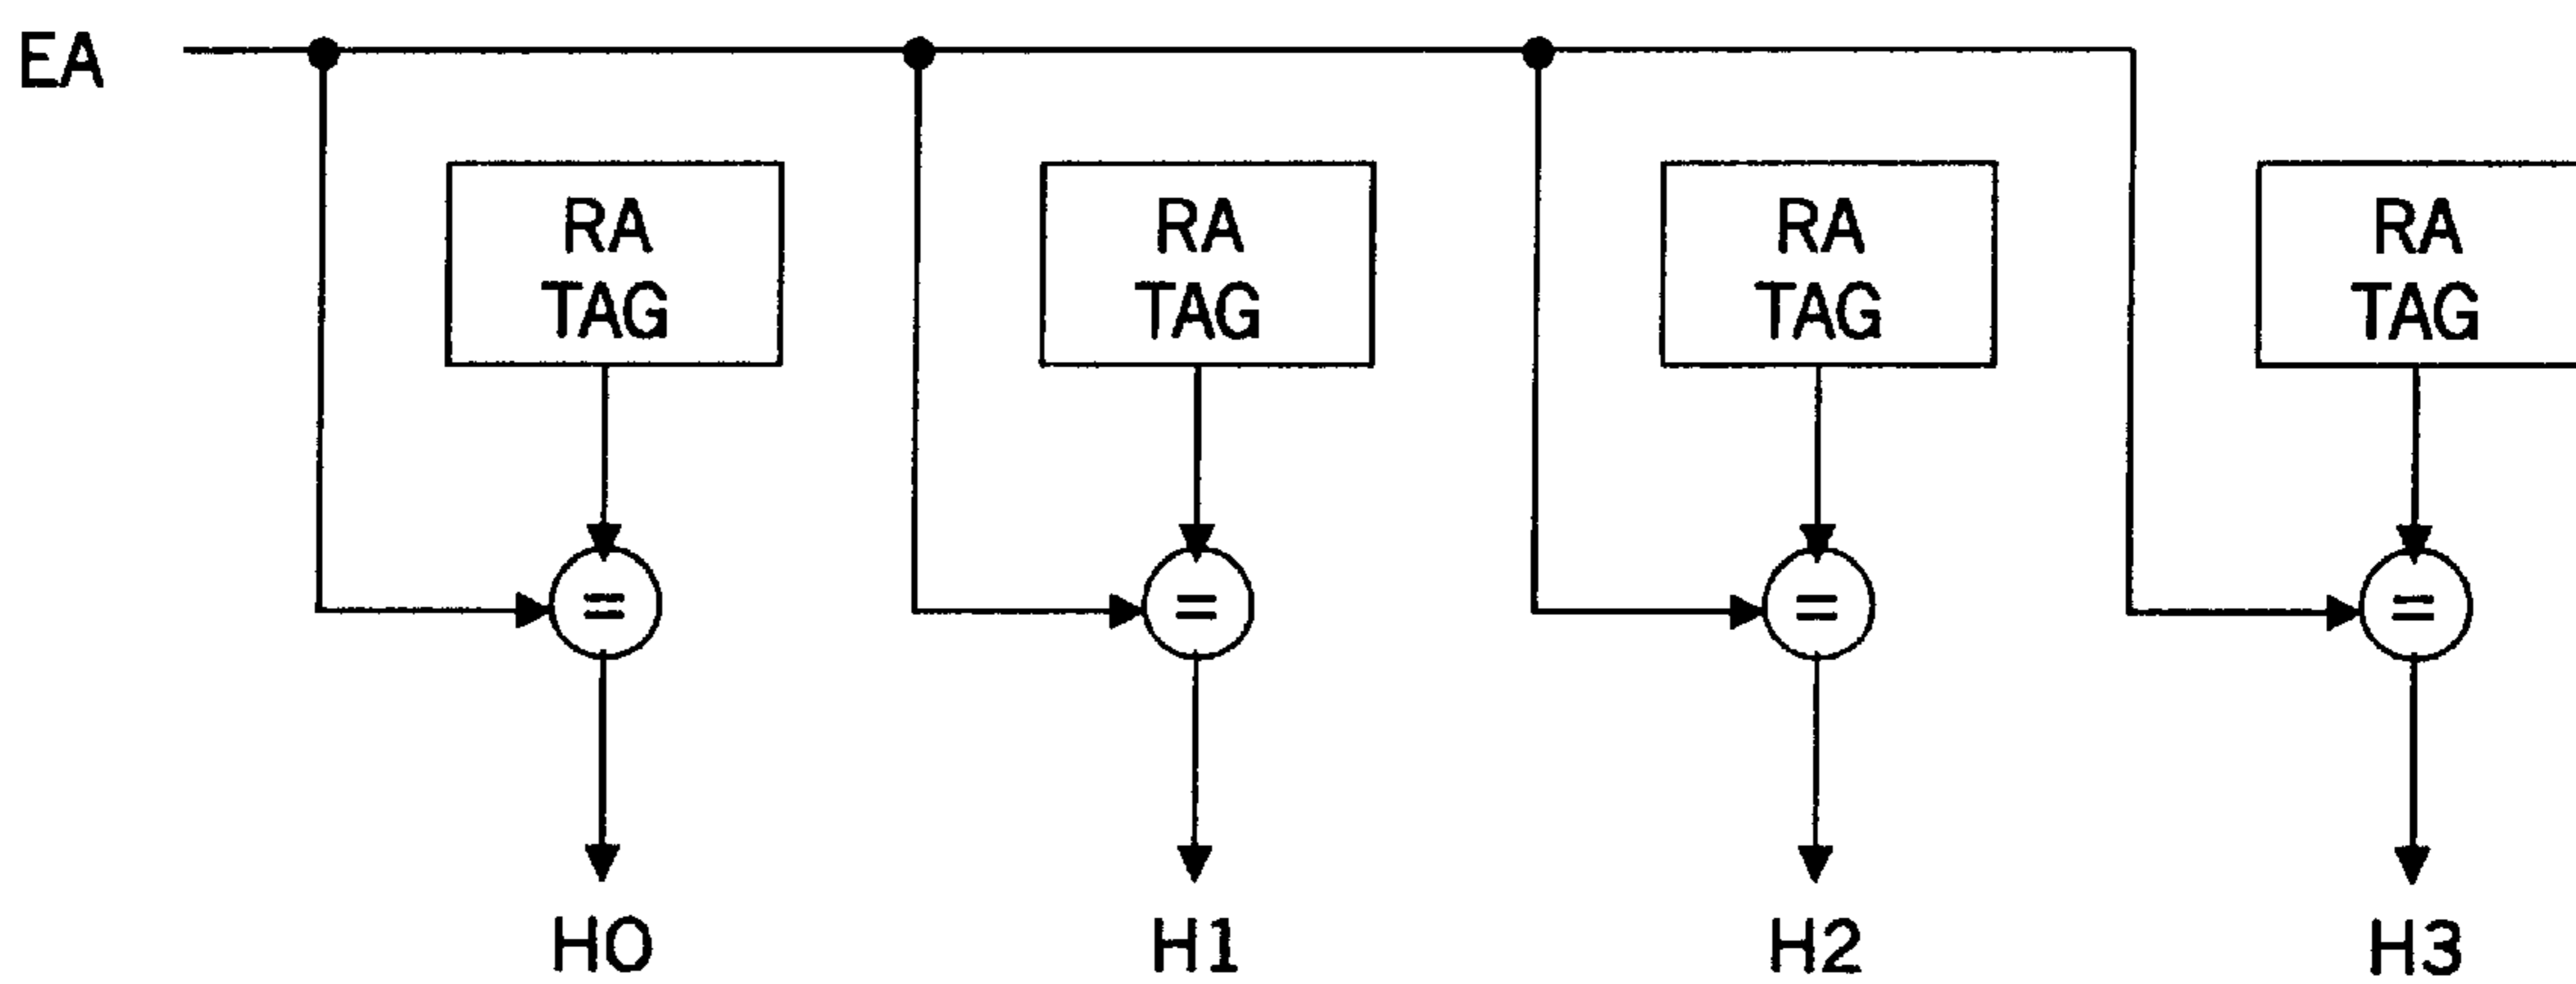 EA
RA
TAG
RA
TAG
RA
TAG
RA
TAG
=
=
=
=
H0
H1
H2
H3